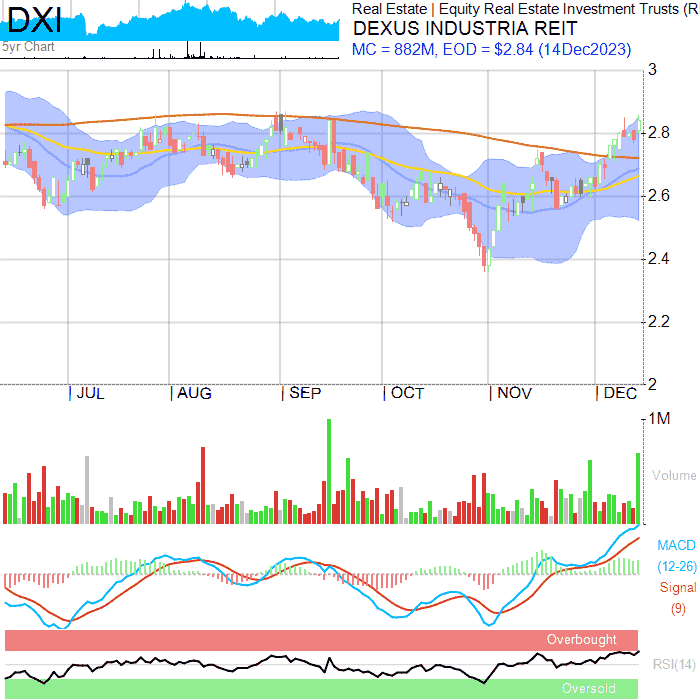 DXI
5yr Chart
Real Estate | Equity Real Estate Investment Trusts (R
DEXUS INDUSTRIA REIT
MC = 882M, EOD = $2.84 (14Dec2023)
3
2.8
2.6
2.4
2.2
2
JUL AUG SEP OCT NOV DEC
1M
Volume
MACD
(12-26)
Signal
(9)
Overbought
RSI(14)
Oversold